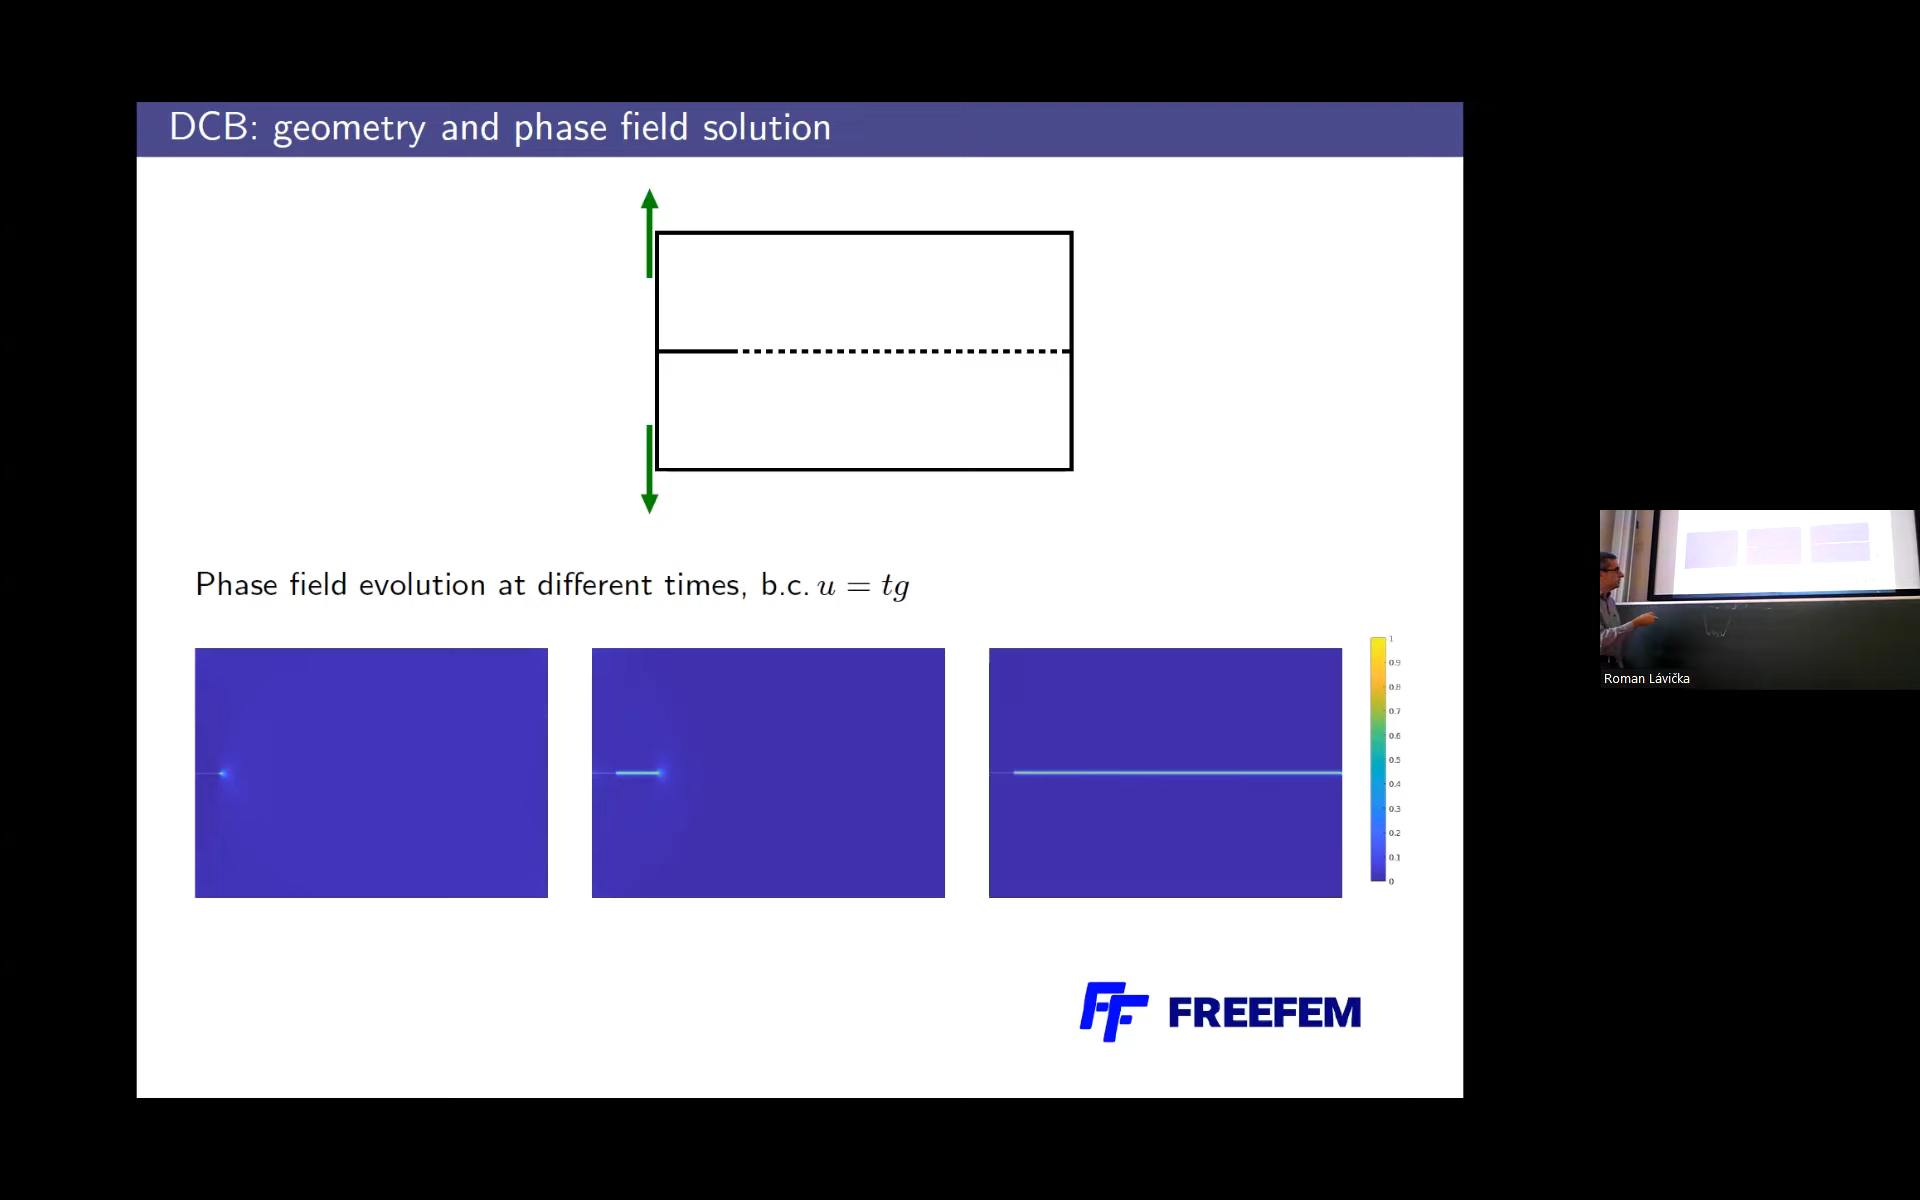 DCB: geometry and phase field solution
Phase field evolution at different times, b.c. u = tg
1
0.9
0.8
0.7
0.6
0.5
0.4
0.3
0.2
0.1
0
FREEFEM
Roman Lávička